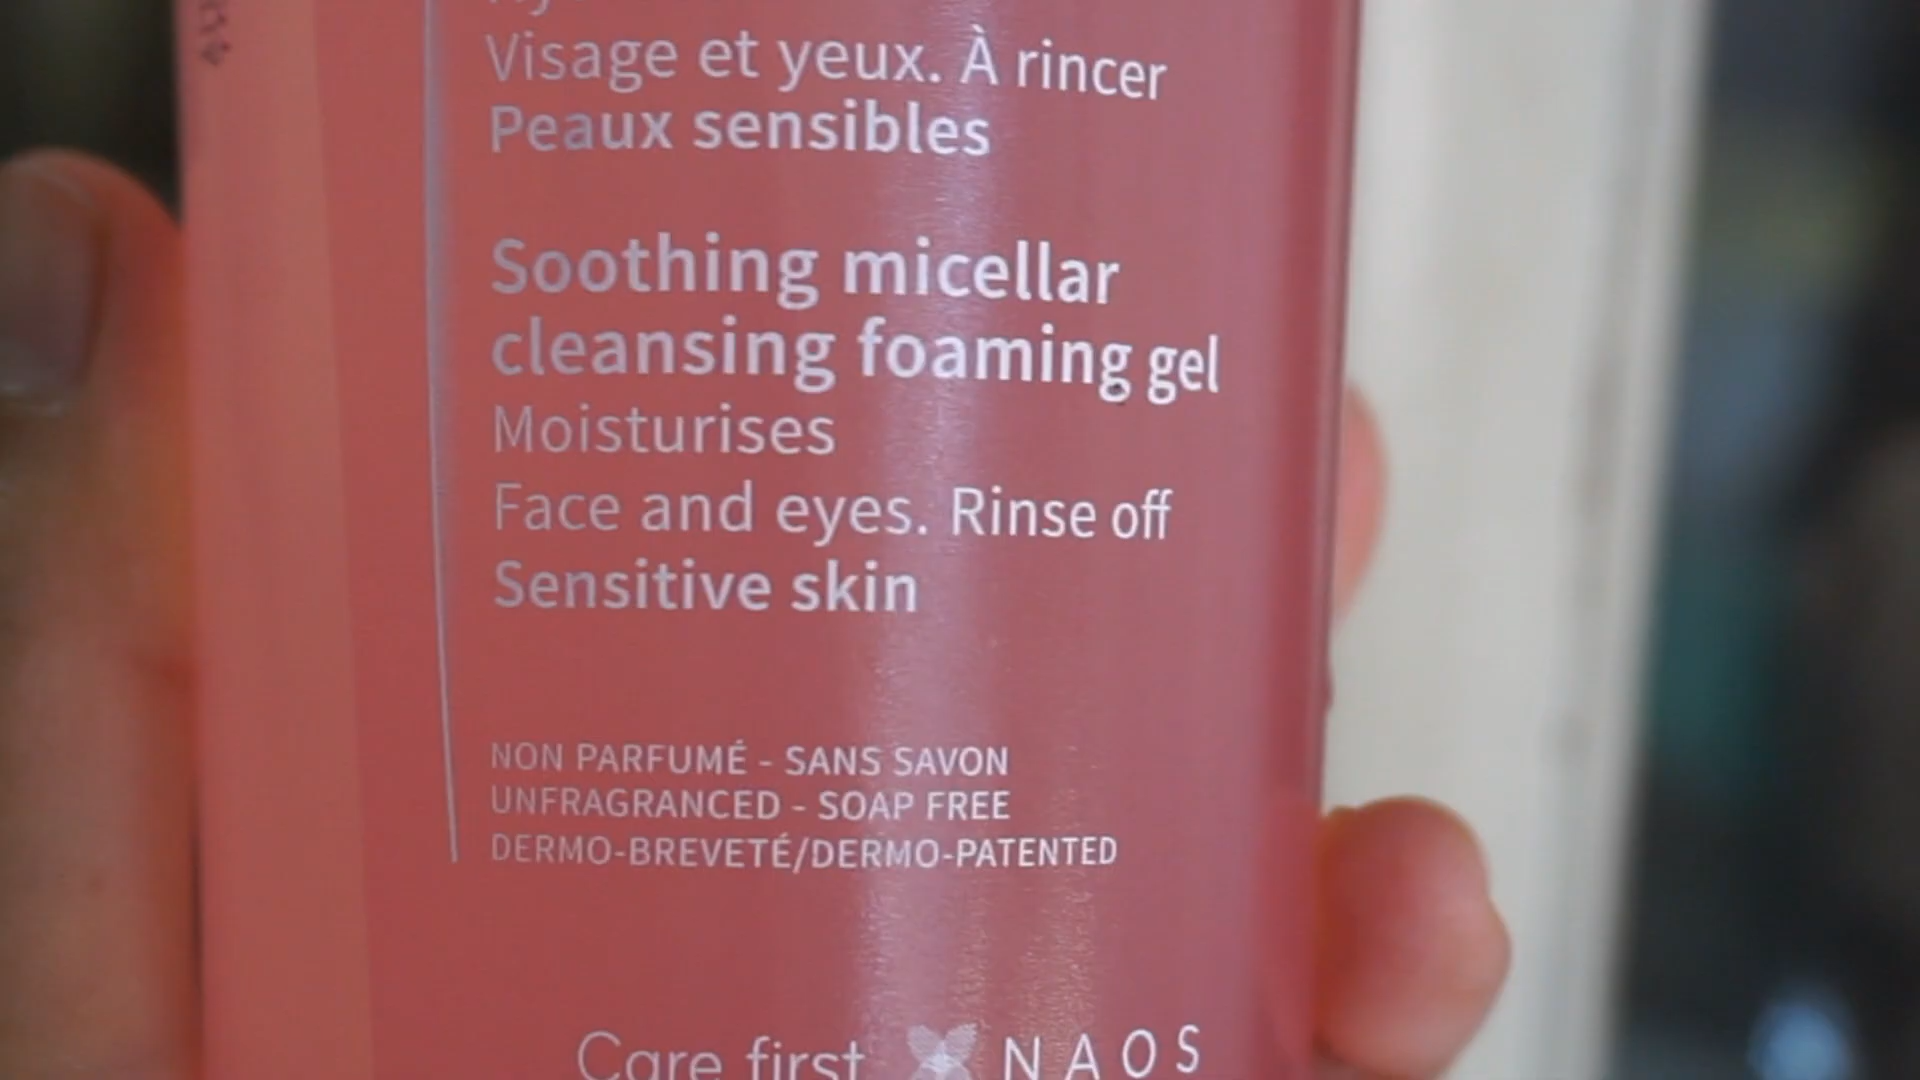 Visage et yeux. À rincer
Peaux sensibles
Soothing micellar
cleansing foaming gel
Moisturises
Face and eyes. Rinse off
Sensitive skin
NON PARFUMÉ - SANS SAVON
UNFRAGRANCED - SOAP FREE
DERMO-BREVETÉ/DERMO-PATENTED
Care first NAOS